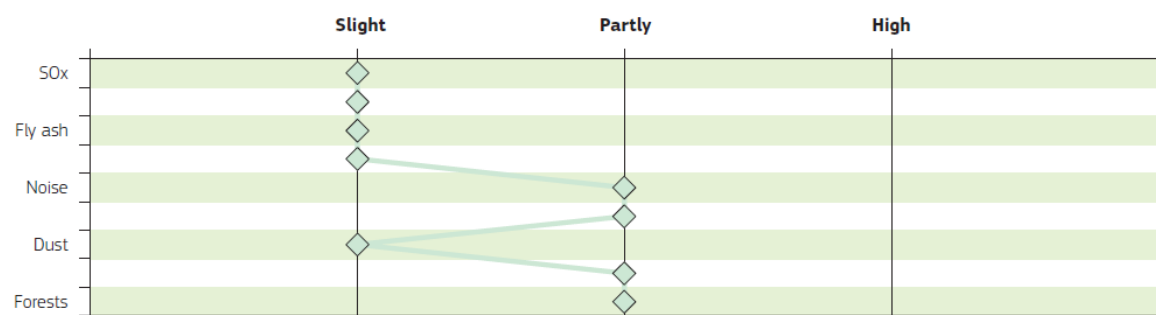 Slight Partly High
SOx
Fly ash
Noise
Dust
Forests